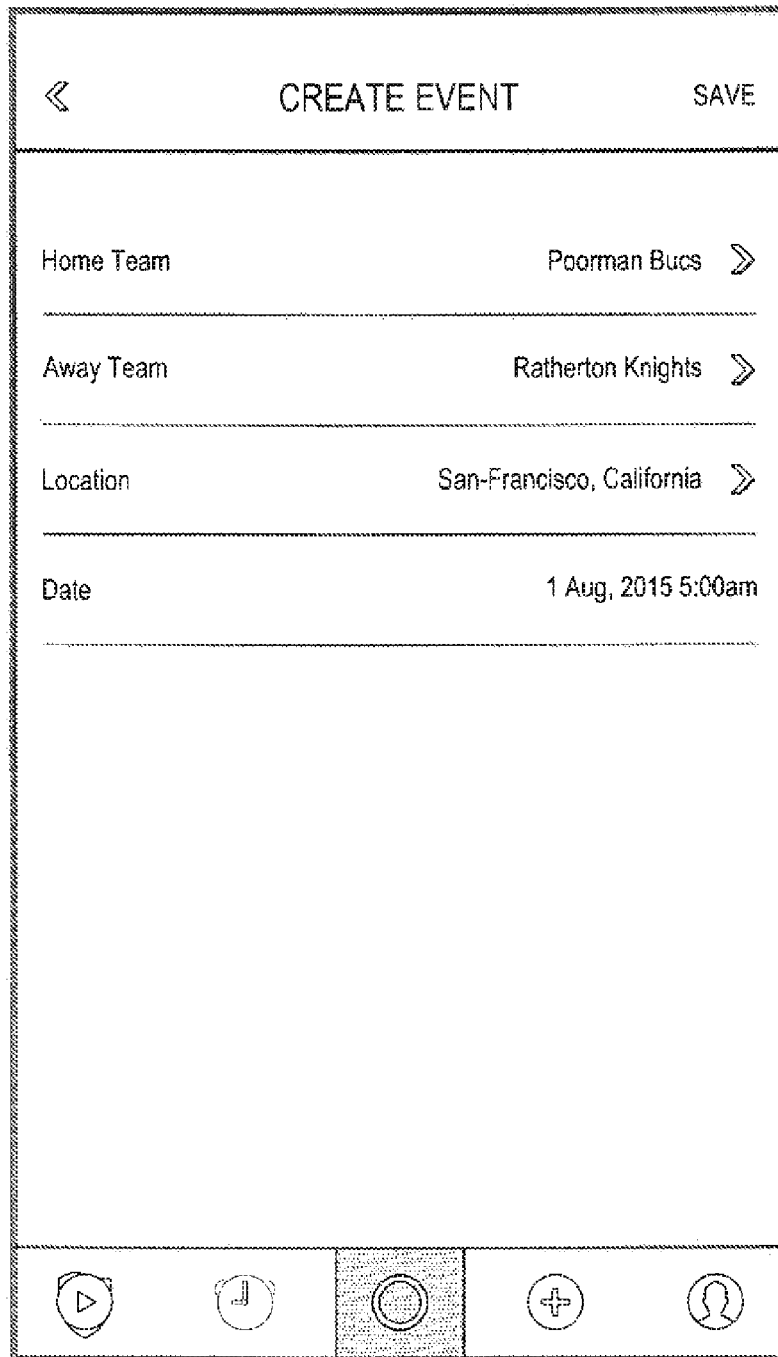 CREATE EVENT SAVE
Home Team Poorman Bucs
Away Team Ratherton Knights
Location San-Francisco, California
Date 1 Aug, 2015 5:00am